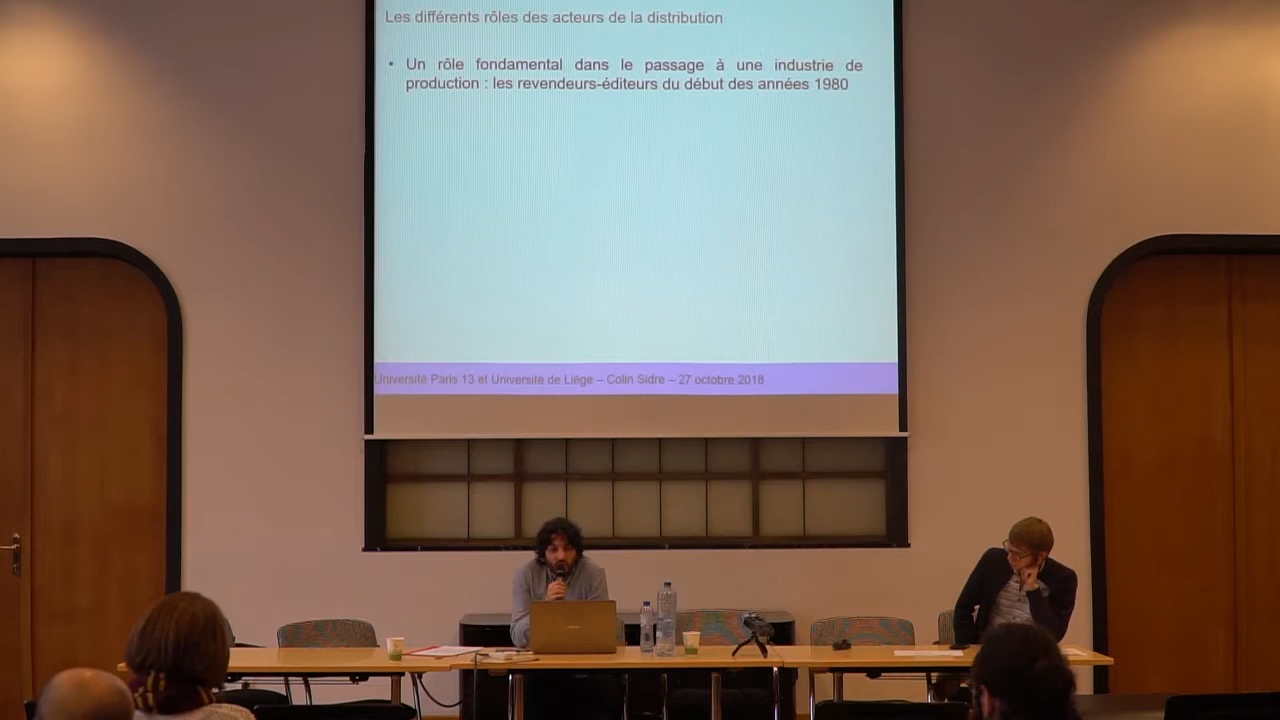 Les différents rôles des acteurs de la distribution
• Un rôle fondamental dans le passage à une industrie de
production : les revendeurs-éditeurs du début des années 1980
Université Paris 13 et Université de Liège – Colin Sidre – 27 octobre 2018